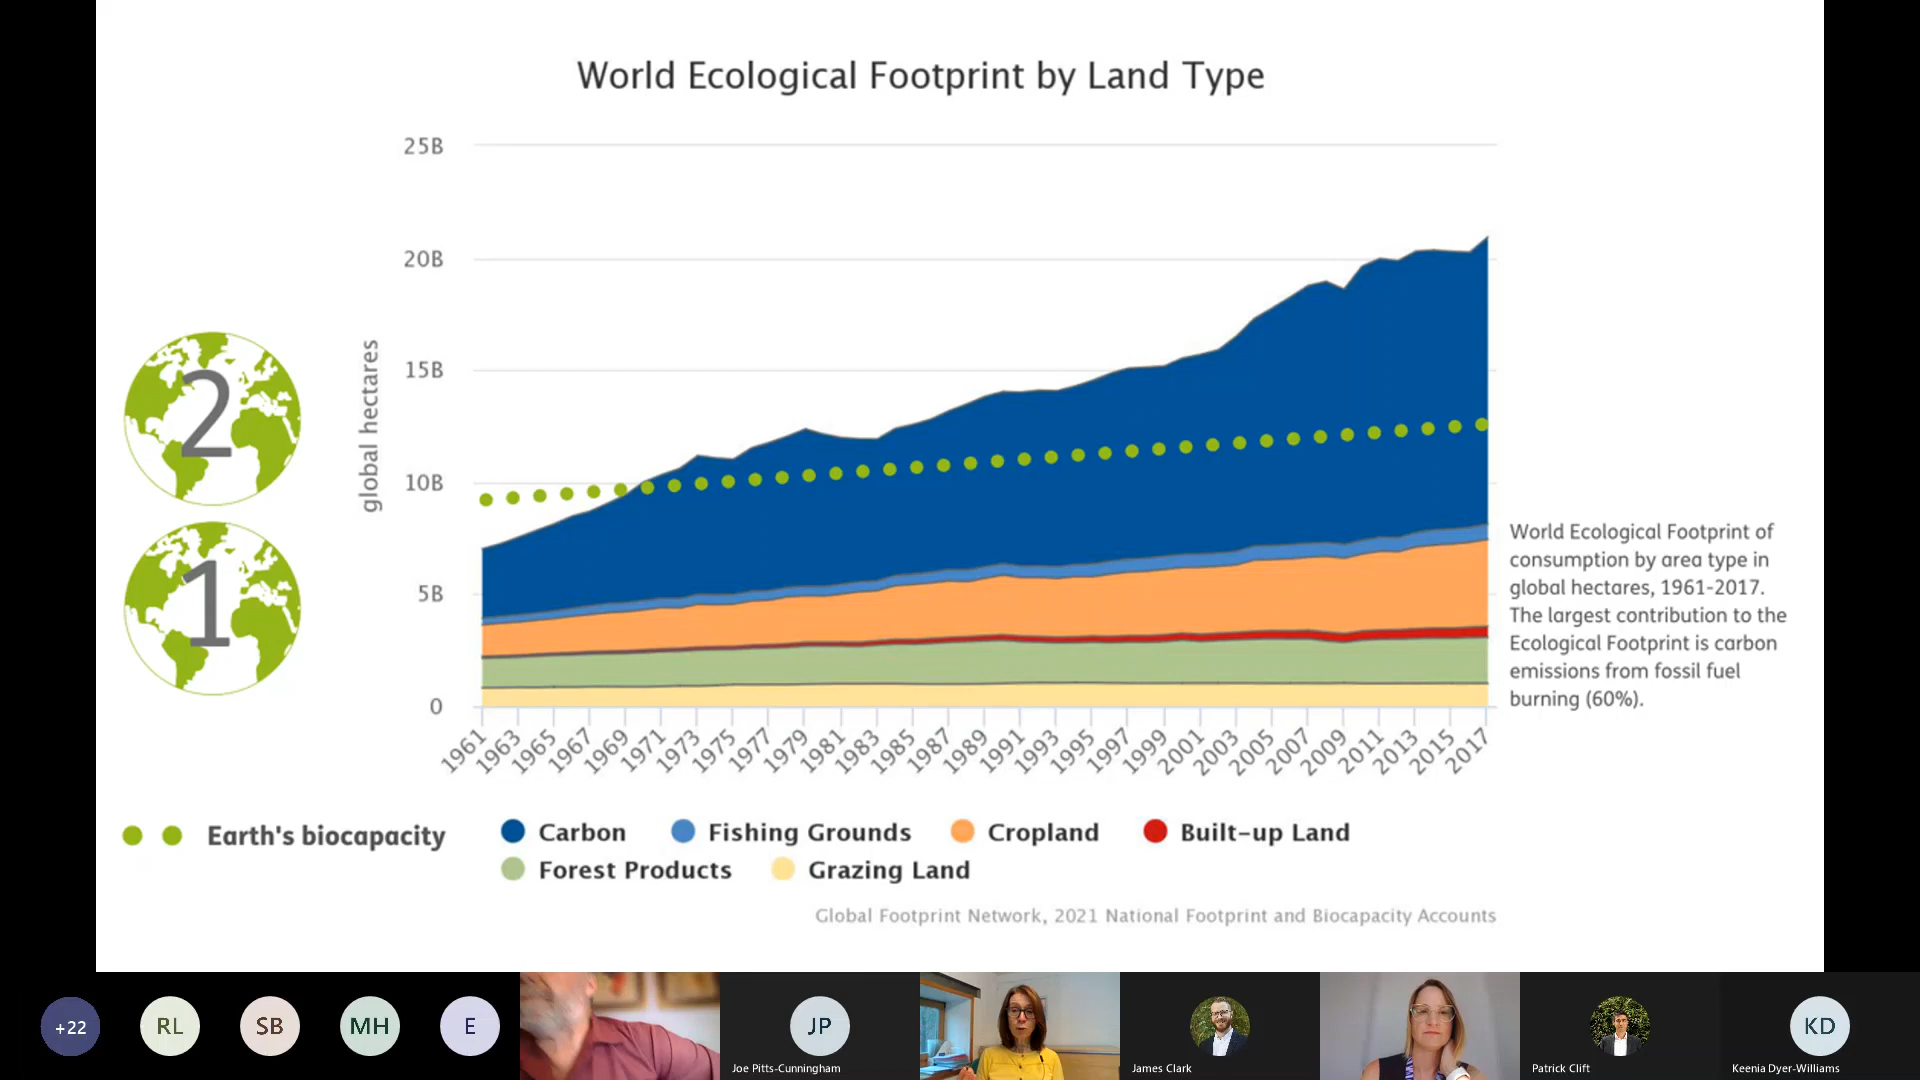 World Ecological Footprint by Land Type
25B
20B
15B
10B
5B
0
global hectares
2
1
1961 1963 1965 1967 1969 1971 1973 1975 1977 1979 1981 1983 1985 1987 1989 1991 1993 1995 1997 1999 2001 2003 2005 2007 2009 2011 2013 2015 2017
World Ecological Footprint of
consumption by area type in
global hectares, 1961-2017.
The largest contribution to the
Ecological Footprint is carbon
emissions from fossil fuel
burning (60%).
Earth's biocapacity
Carbon Fishing Grounds Cropland Built-up Land
Forest Products Grazing Land
Global Footprint Network, 2021 National Footprint and Biocapacity Accounts
+22 RL SB MH E JP KD
Joe Pitts-Cunningham James Clark Patrick Clift Keenia Dyer-Williams